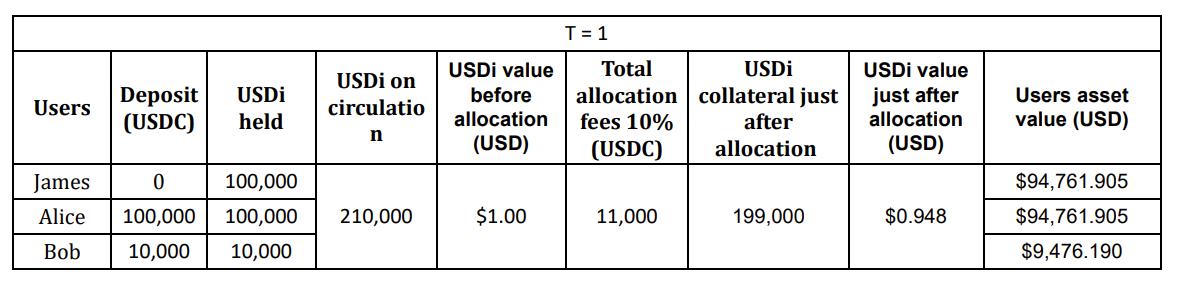 T = 1
Users
Deposit
(USDC)
USDi
held
USDi on
circulatio
n
USDi value
before
allocation
(USD)
Total
allocation
fees 10%
(USDC)
USDi
collateral just
after
allocation
USDi value
just after
allocation
(USD)
Users asset
value (USD)
James 0 100,000 $94,761.905
Alice 100,000 100,000 210,000 $1.00 11,000 199,000 $0.948 $94,761.905
Bob 10,000 10,000 $9,476.190